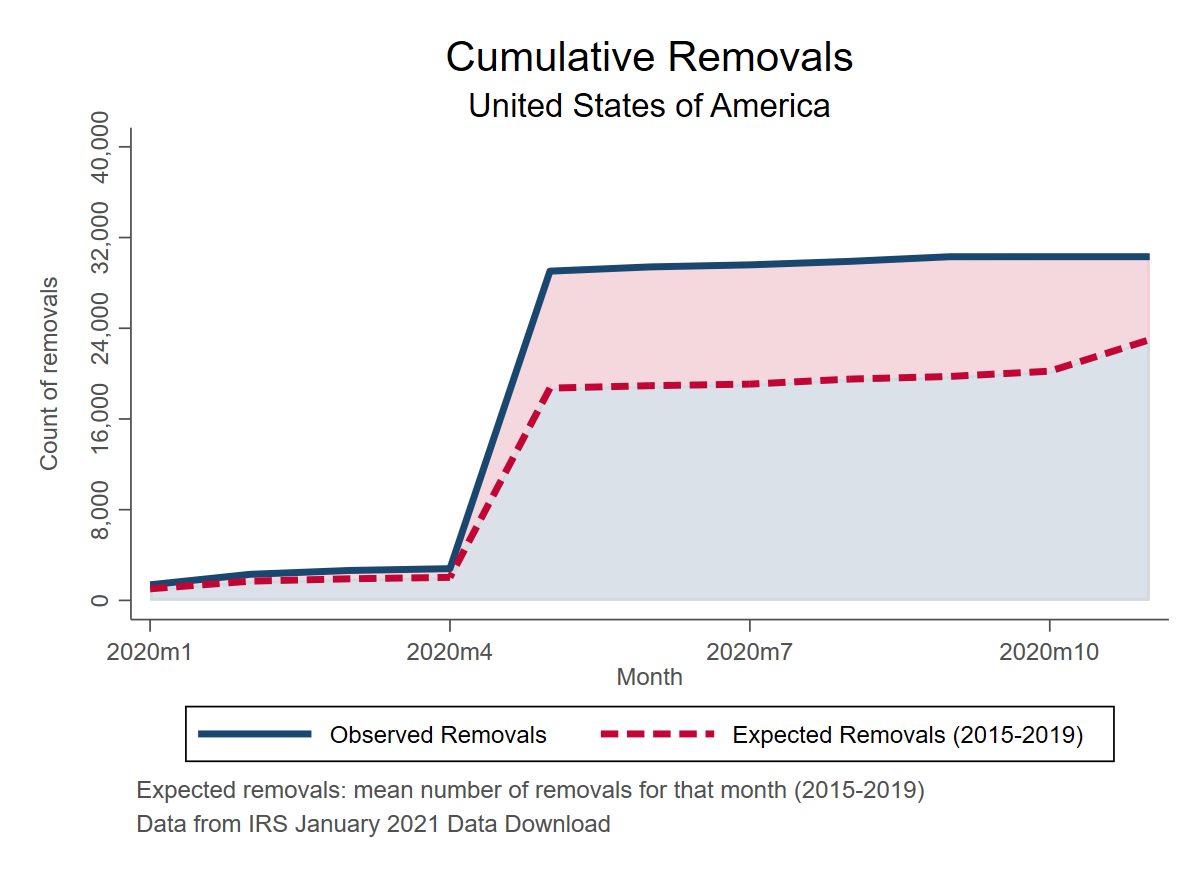 Cumulative Removals
United States of America
Count of removals
40,000
32,000
24,000
16,000
8,000
0
2020m1 2020m4 2020m7 2020m10
Month
Observed Removals Expected Removals (2015-2019)
Expected removals: mean number of removals for that month (2015-2019)
Data from IRS January 2021 Data Download